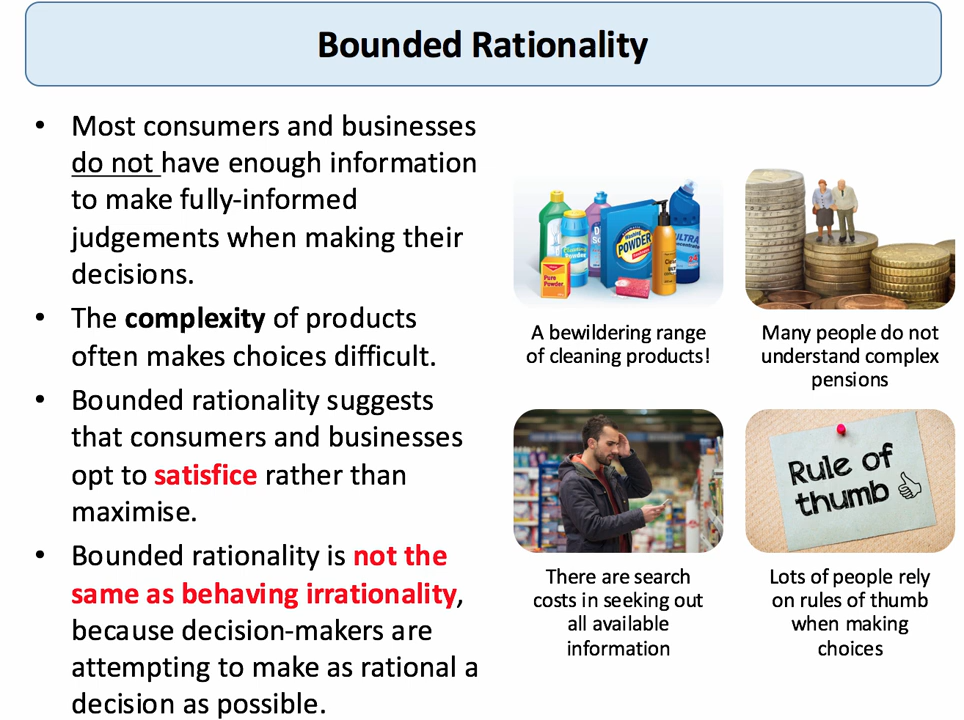 Bounded Rationality
• Most consumers and businesses
do not have enough information
to make fully-informed
judgements when making their
decisions.
• The complexity of products
often makes choices difficult.
• Bounded rationality suggests
that consumers and businesses
opt to satisfice rather than
maximise.
• Bounded rationality is not the
same as behaving irrationality,
because decision-makers are
attempting to make as rational a
decision as possible.
Washing
POWDER
Pure
Powder
A bewildering range
of cleaning products!
Many people do not
understand complex
pensions
Rule of
thumb
There are search
costs in seeking out
all available
information
Lots of people rely
on rules of thumb
when making
choices